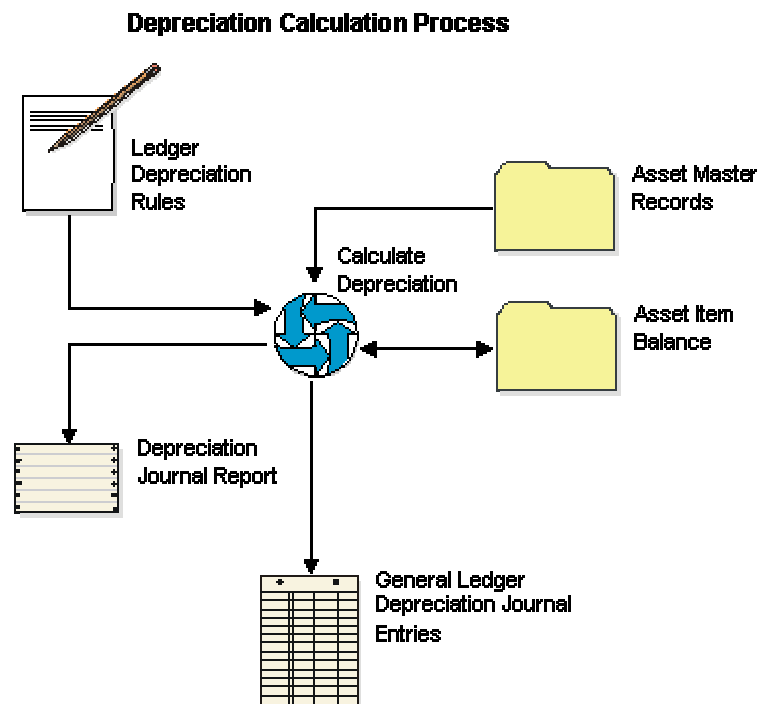 Depreciation Calculation Process
Ledger
Depreciation
Rules
Asset Master
Records
Calculate
Depreciation
Asset Item
Balance
Depreciation
Journal Report
General Ledger
Depreciation Journal
Entries